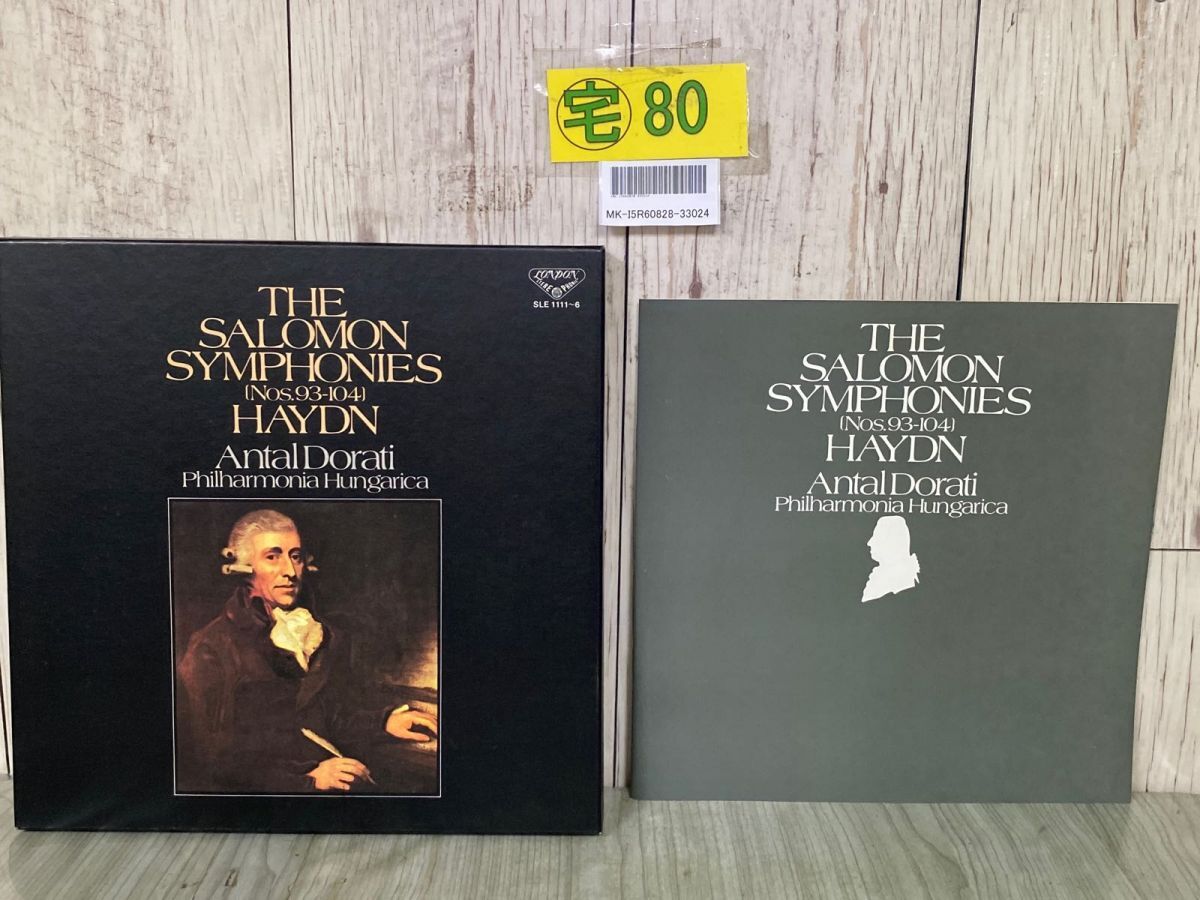 宅 80
MK-I5R60828-33024
LONDON
SLE 1111~6
THE
SALOMON
SYMPHONIES
(Nos.93-104)
HAYDN
Antal Dorati
Philharmonia Hungarica
THE
SALOMON
SYMPHONIES
(Nos.93-104)
HAYDN
Antal Dorati
Philharmonia Hungarica